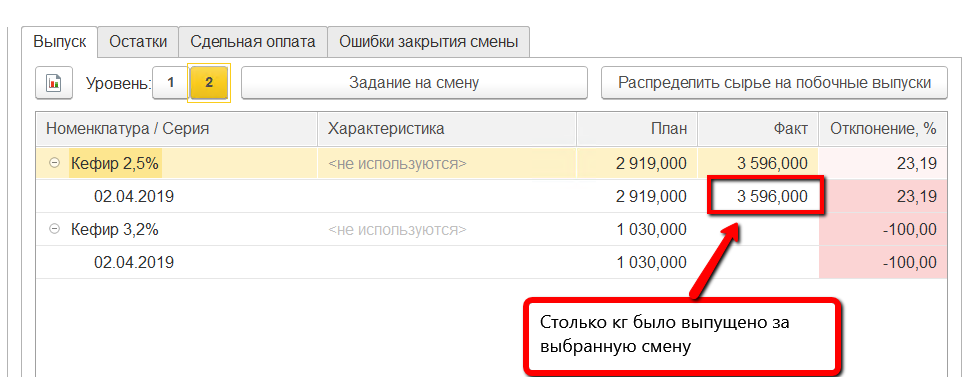 Выпуск Остатки Сдельная оплата Ошибки закрытия смены
Уровень: 1 2 Задание на смену Распределить сырье на побочные выпуски
Номенклатура / Серия Характеристика План Факт Отклонение, %
Кефир 2,5% <не используются> 2 919,000 3 596,000 23,19
02.04.2019 2 919,000 3 596,000 23,19
Кефир 3,2% <не используются> 1 030,000 -100,00
02.04.2019 1 030,000 -100,00
Столько кг было выпущено за
выбранную смену